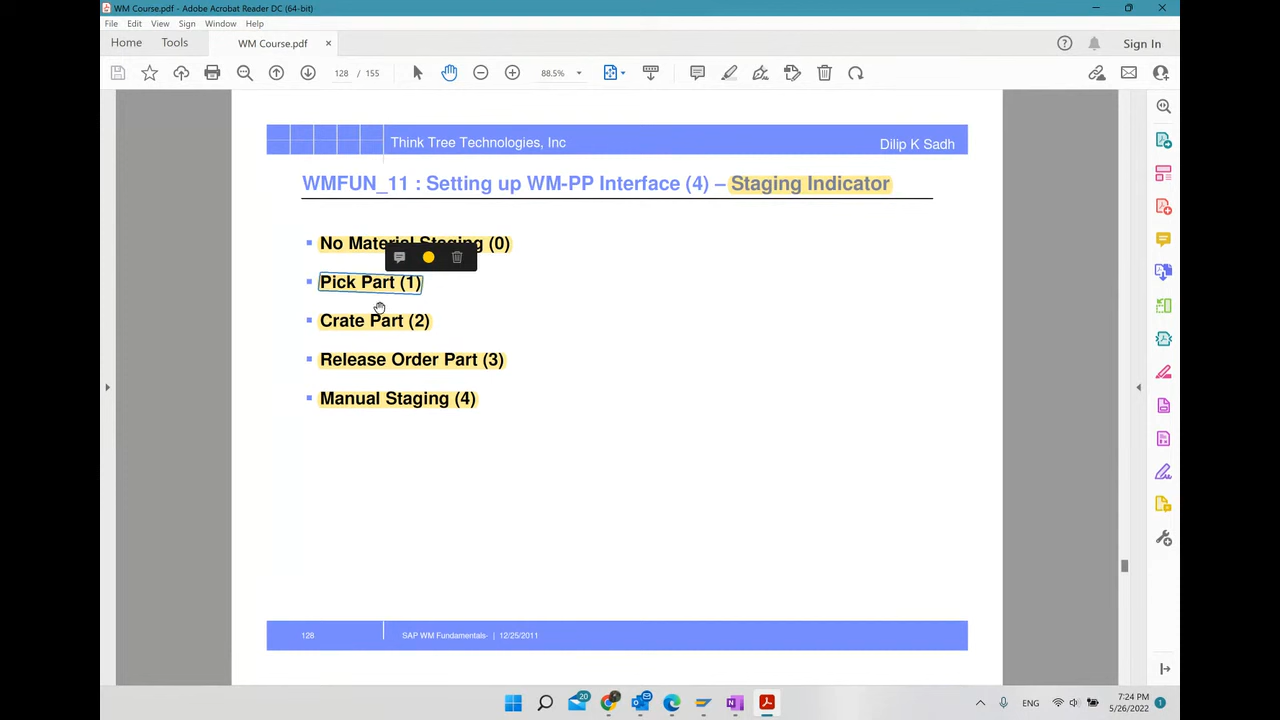 WM Course.pdf - Adobe Acrobat Reader DC (64-bit)
File Edit View Sign Window Help
Home Tools WM Course.pdf × Sign In
128 / 155 88.5%
Think Tree Technologies, Inc Dilip K Sadh
WMFUN_11 : Setting up WM-PP Interface (4) – Staging Indicator
No Material Staging (0)
Pick Part (1)
Crate Part (2)
Release Order Part (3)
Manual Staging (4)
128 SAP WM Fundamentals- | 12/25/2011
20
ENG 7:24 PM
5/26/2022 1